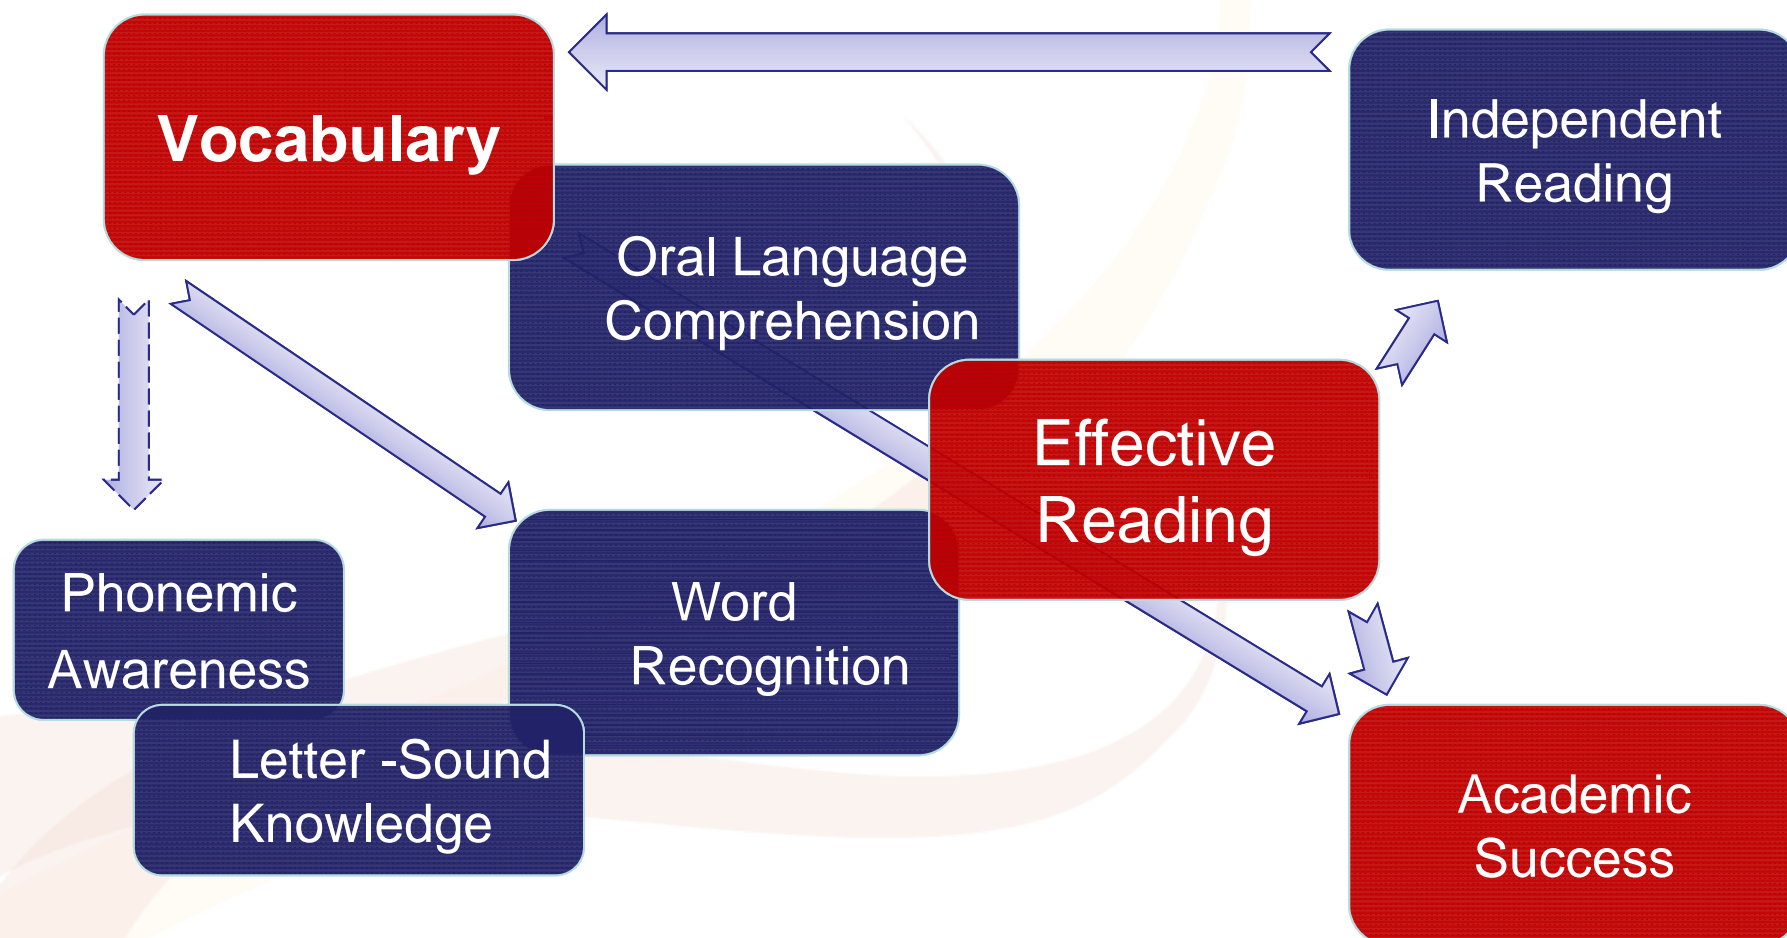 Vocabulary
Independent
Reading
Oral Language
Comprehension
Effective
Reading
Phonemic
Awareness
Word
Recognition
Letter -Sound
Knowledge
Academic
Success